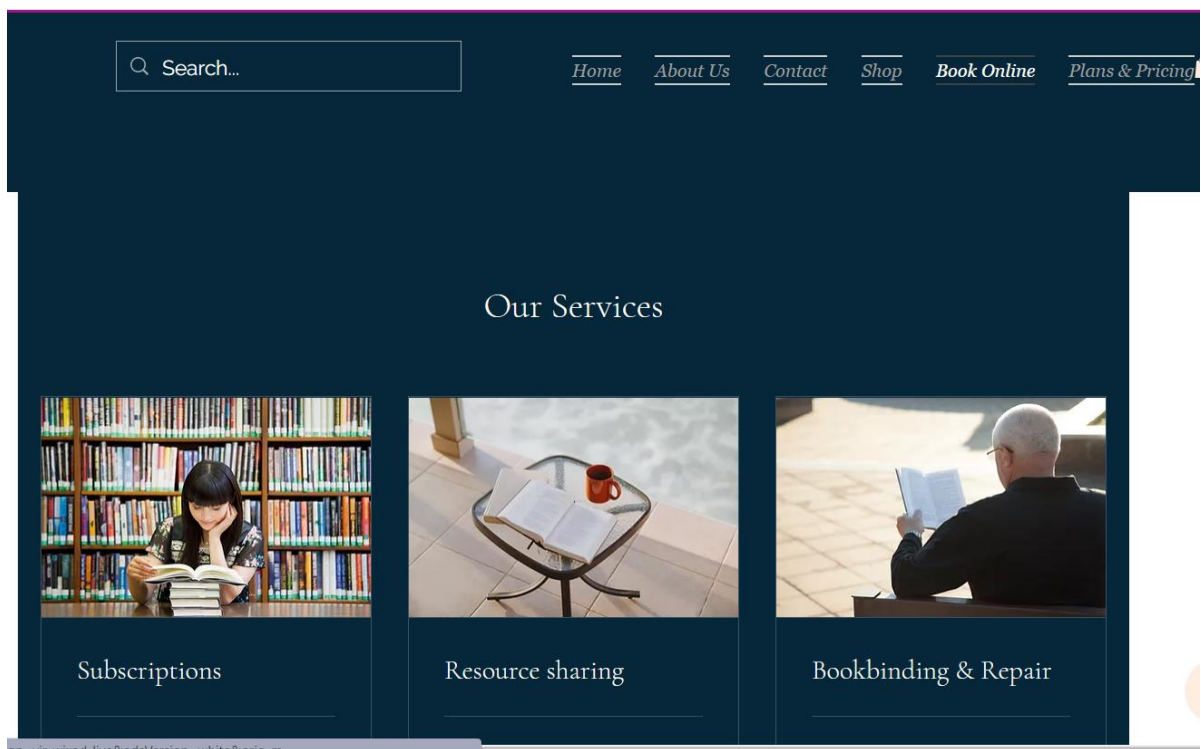 Search...
Home About Us Contact Shop Book Online Plans & Pricing
Our Services
Subscriptions Resource sharing Bookbinding & Repair